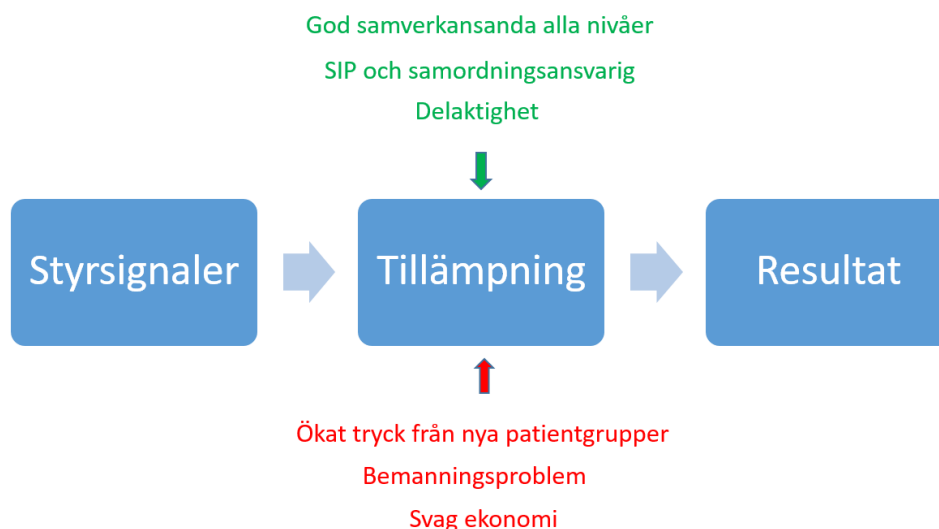 God samverkansanda alla nivåer
SIP och samordningsansvarig
Delaktighet
Styrsignaler
Tillämpning
Resultat
Ökat tryck från nya patientgrupper
Bemanningsproblem
Svag ekonomi